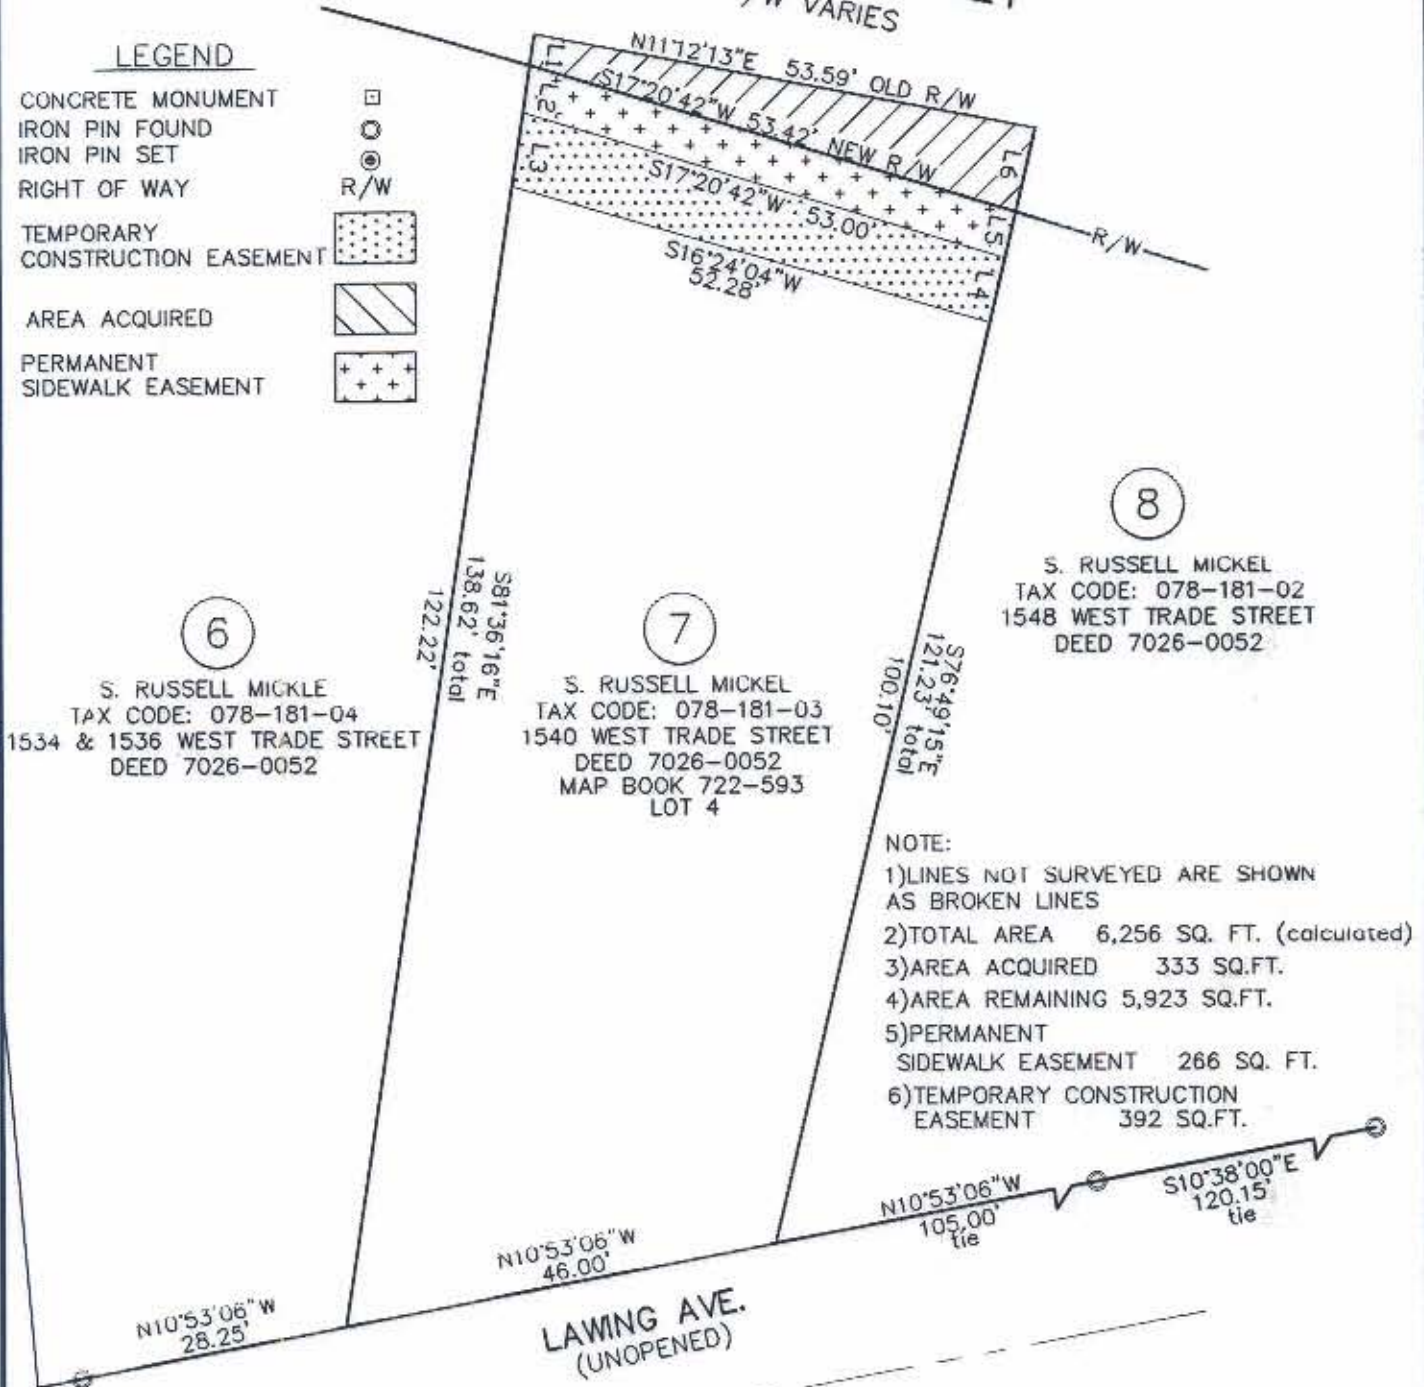 R/W VARIES
LEGEND
CONCRETE MONUMENT
IRON PIN FOUND
IRON PIN SET
RIGHT OF WAY R/W
TEMPORARY
CONSTRUCTION EASEMENT
AREA ACQUIRED
PERMANENT
SIDEWALK EASEMENT
N11°12'13"E 53.59' OLD R/W
S17°20'42"W 53.42' NEW R/W
S17°20'42"W 53.00'
S16°24'04"W
52.28'
L1
L2
L3
L6
L5
L4
R/W
6
S. RUSSELL MICKLE
TAX CODE: 078-181-04
1534 & 1536 WEST TRADE STREET
DEED 7026-0052
S81°36'16"E
138.62' total
122.22'
7
S. RUSSELL MICKEL
TAX CODE: 078-181-03
1540 WEST TRADE STREET
DEED 7026-0052
MAP BOOK 722-593
LOT 4
S76°49'15"E
121.23' total
100.10'
8
S. RUSSELL MICKEL
TAX CODE: 078-181-02
1548 WEST TRADE STREET
DEED 7026-0052
NOTE:
1)LINES NOT SURVEYED ARE SHOWN
AS BROKEN LINES
2)TOTAL AREA 6,256 SQ. FT. (calculated)
3)AREA ACQUIRED 333 SQ.FT.
4)AREA REMAINING 5,923 SQ.FT.
5)PERMANENT
SIDEWALK EASEMENT 266 SQ. FT.
6)TEMPORARY CONSTRUCTION
EASEMENT 392 SQ.FT.
N10°53'06"W
28.25'
N10°53'06"W
46.00'
N10°53'06"W
105.00'
tie
S10°38'00"E
120.15'
tie
LAWING AVE.
(UNOPENED)